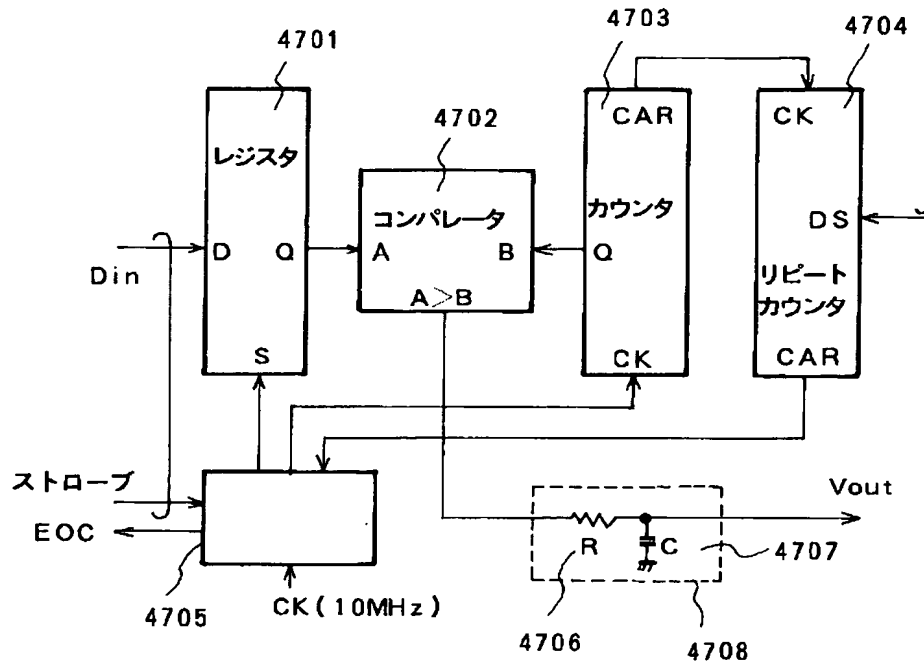 4701
4702
4703
4704
レジスタ
D
Q
S
Din
コンパレータ
A
B
A>B
CAR
カウンタ
Q
CK
CK
DS
リピート
カウンタ
CAR
ストローブ
EOC
4705
CK(10MHz)
R
C
Vout
4706
4707
4708